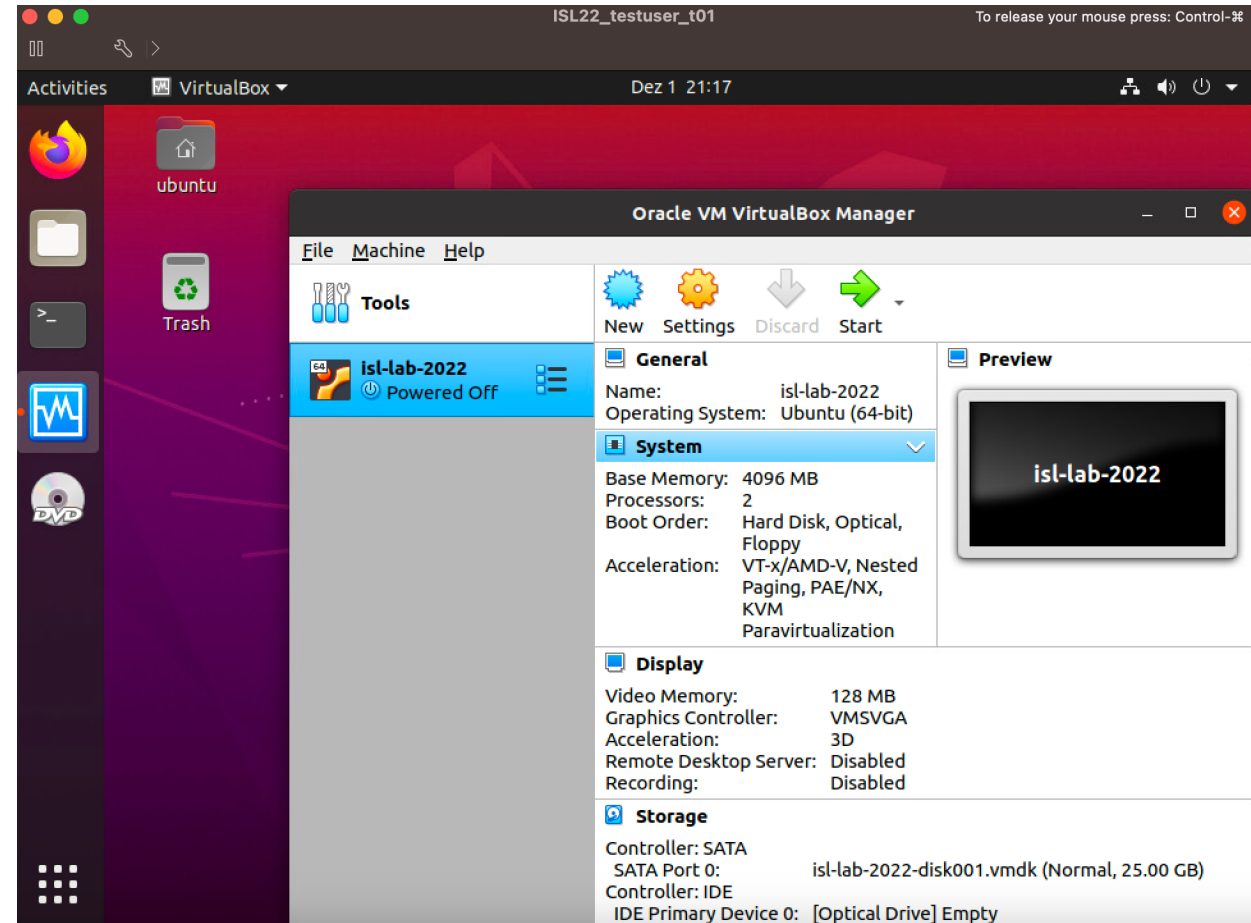 ISL22_testuser_t01
To release your mouse press: Control-⌘
Activities
VirtualBox
Dez 1 21:17
ubuntu
Trash
>_
DVD
Oracle VM VirtualBox Manager
File Machine Help
Tools
64
isl-lab-2022
Powered Off
New Settings Discard Start
General
Name: isl-lab-2022
Operating System: Ubuntu (64-bit)
System
Base Memory: 4096 MB
Processors: 2
Boot Order: Hard Disk, Optical,
Floppy
Acceleration: VT-x/AMD-V, Nested
Paging, PAE/NX,
KVM
Paravirtualization
Preview
isl-lab-2022
Display
Video Memory: 128 MB
Graphics Controller: VMSVGA
Acceleration: 3D
Remote Desktop Server: Disabled
Recording: Disabled
Storage
Controller: SATA
SATA Port 0: isl-lab-2022-disk001.vmdk (Normal, 25.00 GB)
Controller: IDE
IDE Primary Device 0: [Optical Drive] Empty